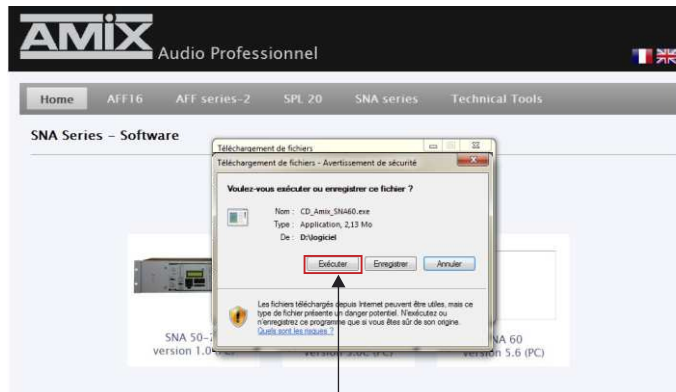 AMIX
Audio Professionnel
Home AFF16 AFF series-2 SPL 20 SNA series Technical Tools
SNA Series - Software
Téléchargement de fichiers
Téléchargement de fichiers - Avertissement de sécurité
Voulez-vous exécuter ou enregistrer ce fichier ?
Nom : CD_Amix_SNA60.exe
Type : Application, 2,13 Mo
De : D:\logiciel
Exécuter Enregistrer Annuler
Les fichiers téléchargés depuis Internet peuvent être utiles, mais ce
type de fichier présente un danger potentiel. N'exécutez ou
n'enregistrez ce programme que si vous êtes sûr de son origine.
Quels sont les risques ?
SNA 50- NA 60
version 1.0 version 5.6 (PC)